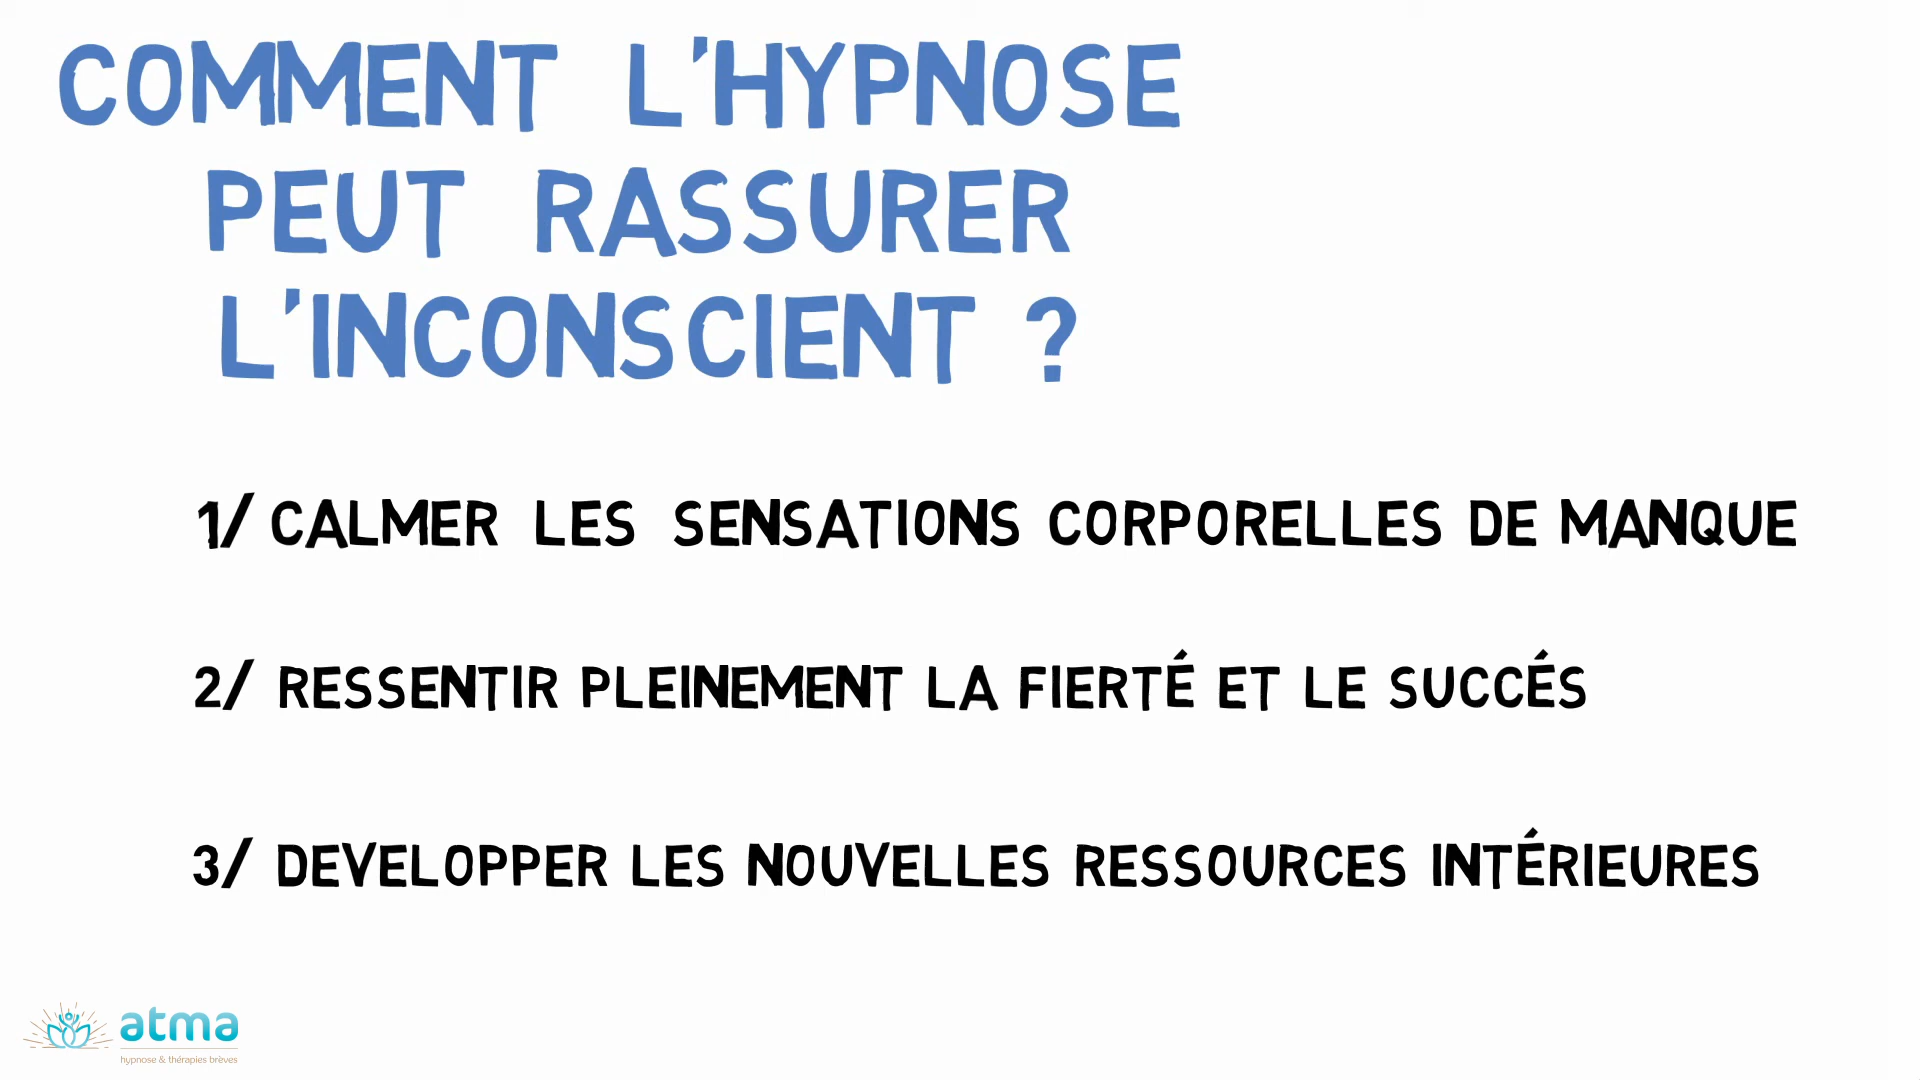 COMMENT L'HYPNOSE
PEUT RASSURER
L'INCONSCIENT ?
1/ CALMER LES SENSATIONS CORPORELLES DE MANQUE
2/ RESSENTIR PLEINEMENT LA FIERTÉ ET LE SUCCÉS
3/ DEVELOPPER LES NOUVELLES RESSOURCES INTÉRIEURES
atma
hypnose & thérapies brèves